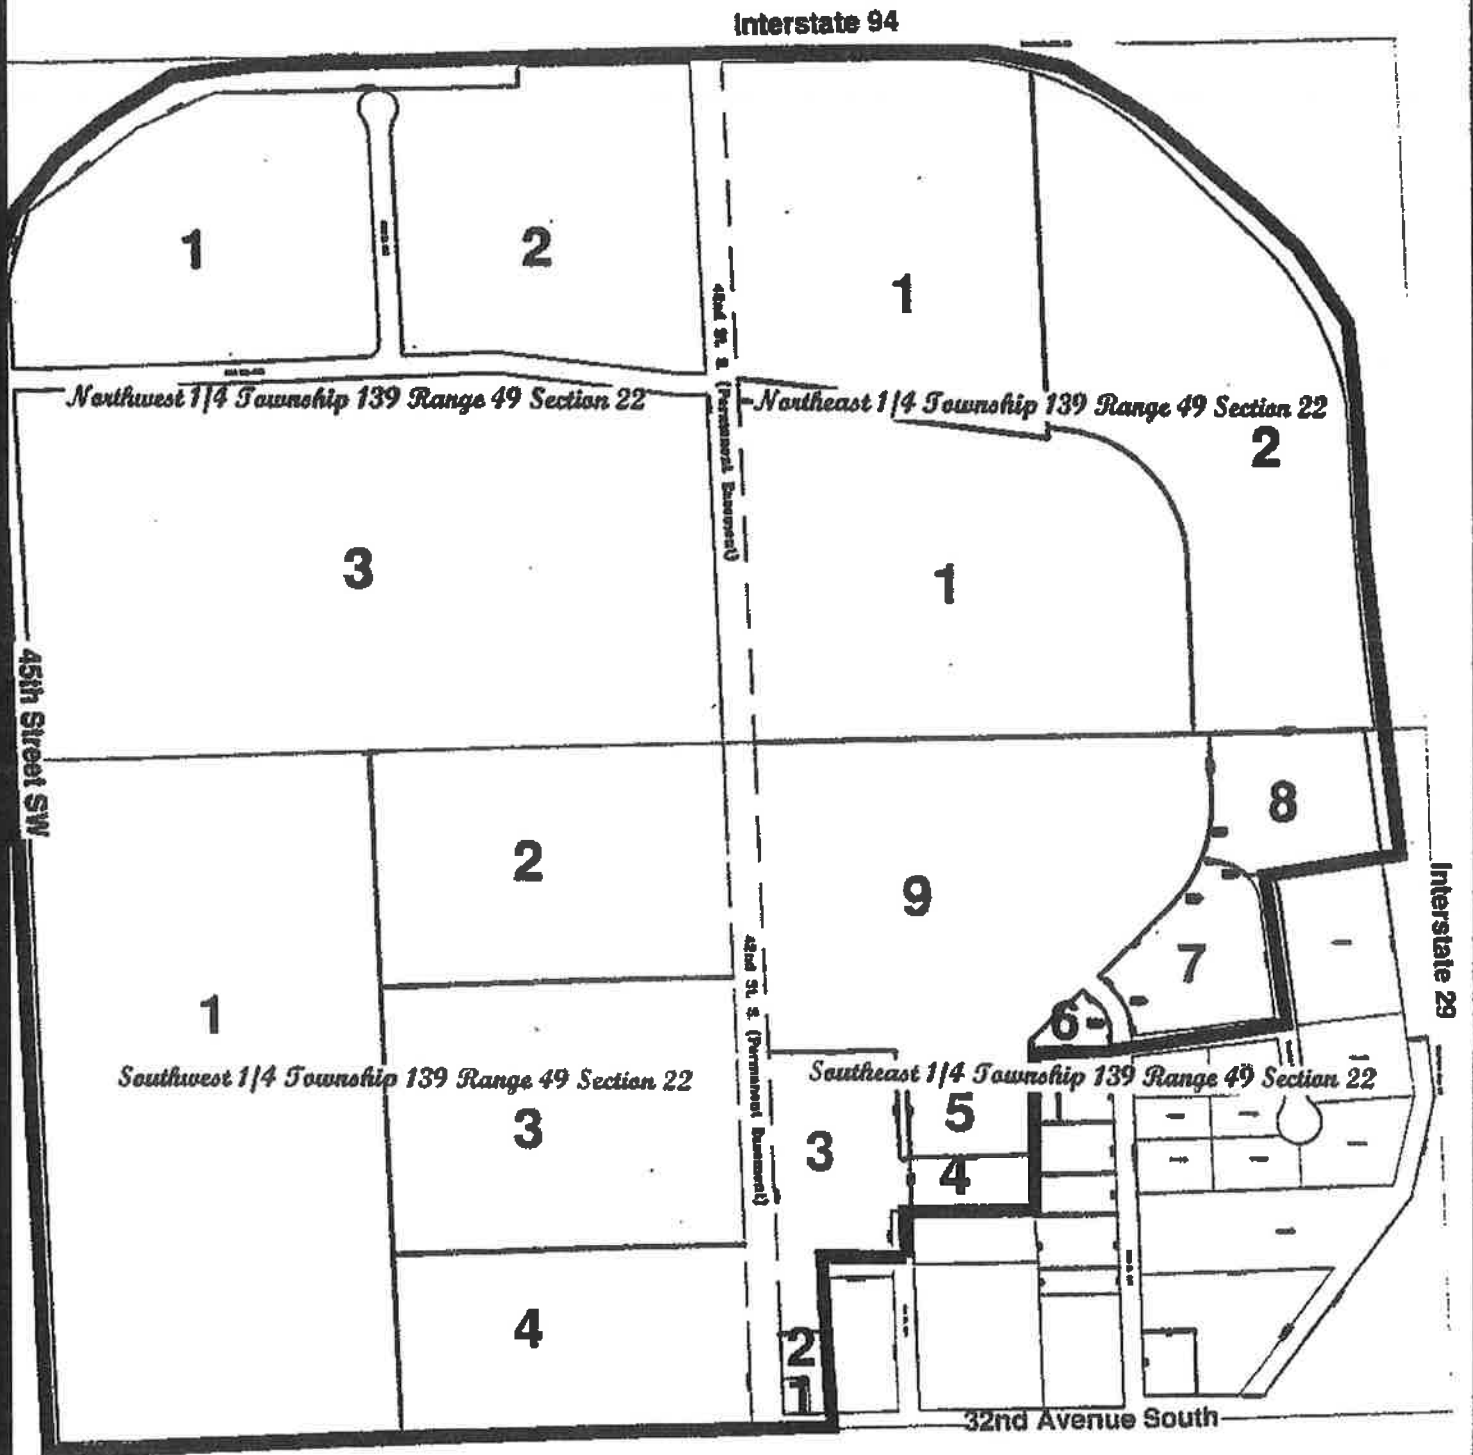 Interstate 94
1
2
1
42nd St. S. (Permanent Easement)
Northwest 1/4 Township 139 Range 49 Section 22
Northeast 1/4 Township 139 Range 49 Section 22
2
3
1
45th Street SW
8
2
9
Interstate 29
7
1
6
42nd St. S. (Permanent Easement)
Southwest 1/4 Township 139 Range 49 Section 22
Southeast 1/4 Township 139 Range 49 Section 22
5
3
3
4
4
2
1
32nd Avenue South